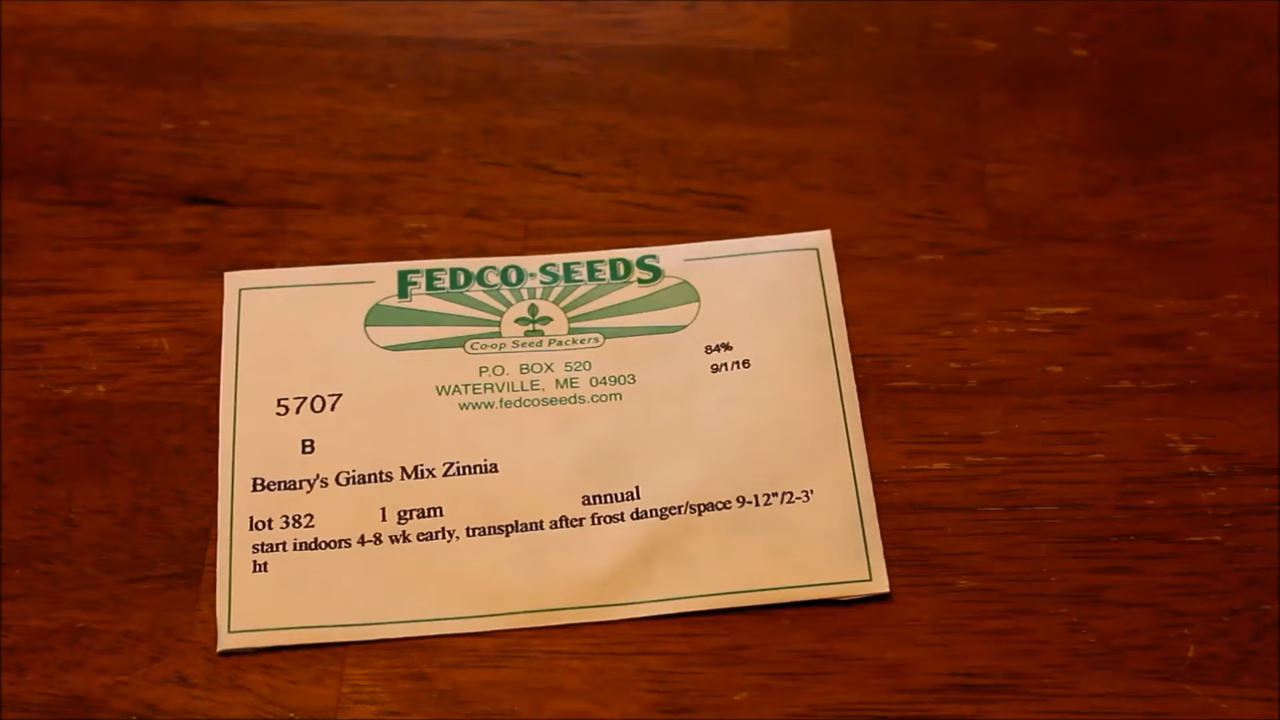 FEDCO·SEEDS
Co-op Seed Packers
P.O. BOX 520
WATERVILLE, ME 04903
www.fedcoseeds.com
84%
9/1/16
5707
B
Benary's Giants Mix Zinnia
lot 382 1 gram annual
start indoors 4-8 wk early, transplant after frost danger/space 9-12"/2-3'
ht